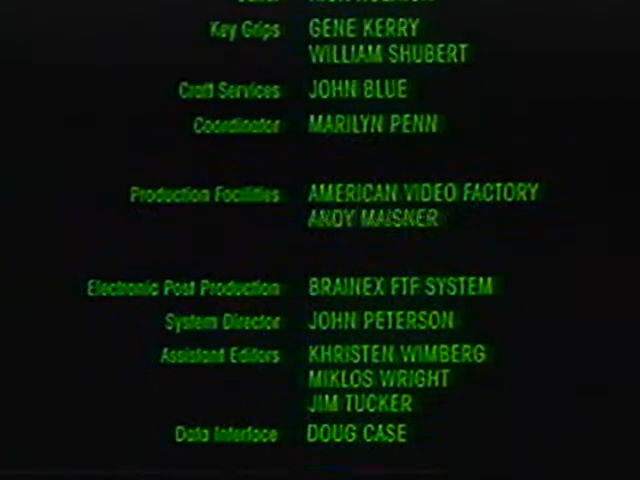 Key Grips GENE KERRY
WILLIAM SHUBERT
Craft Services JOHN BLUE
Coordinator MARILYN PENN
Production Facilities AMERICAN VIDEO FACTORY
ANDY MAISNER
Electronic Post Production BRAINEX FTF SYSTEM
System Director JOHN PETERSON
Assistant Editors KHRISTEN WIMBERG
MIKLOS WRIGHT
JIM TUCKER
Data Interface DOUG CASE